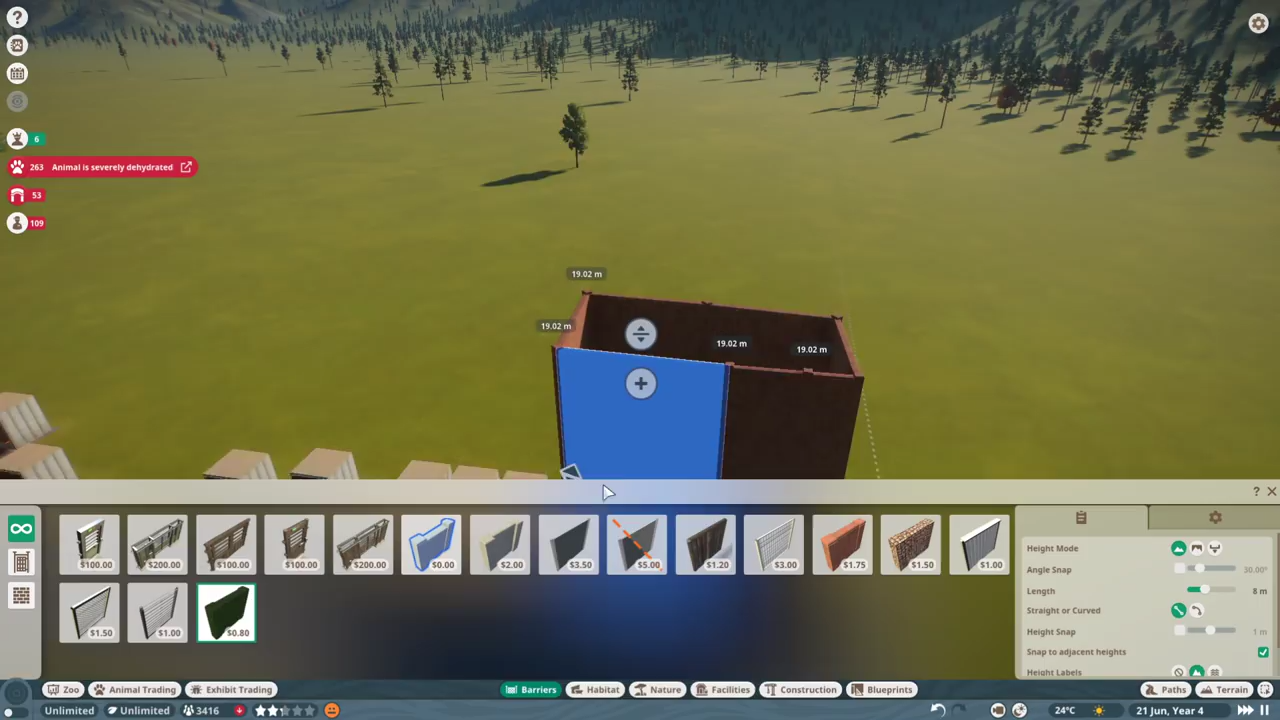 ?
6
263 Animal is severely dehydrated
53
109
19.02 m
19.02 m
19.02 m
19.02 m
?
$100.00
$200.00
$100.00
$100.00
$200.00
$0.00
$2.00
$3.50
$5.00
$1.20
$3.00
$1.75
$1.50
$1.00
$1.50
$1.00
$0.80
Height Mode
Angle Snap 30.00°
Length 8 m
Straight or Curved
Height Snap 1 m
Snap to adjacent heights
Height Labels
Zoo
Animal Trading
Exhibit Trading
Barriers
Habitat
Nature
Facilities
Construction
Blueprints
Paths
Terrain
Unlimited
Unlimited
3416
24°C
21 Jun, Year 4